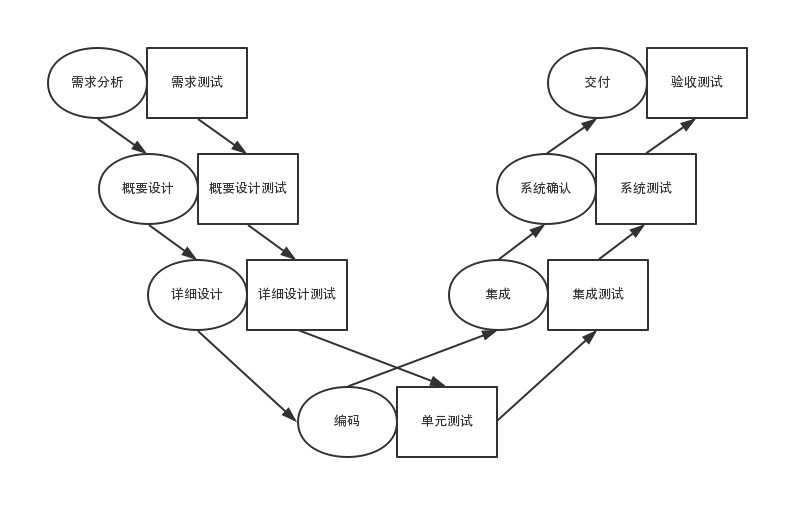 需求分析
需求测试
交付
验收测试
概要设计
概要设计测试
系统确认
系统测试
详细设计
详细设计测试
集成
集成测试
编码
单元测试